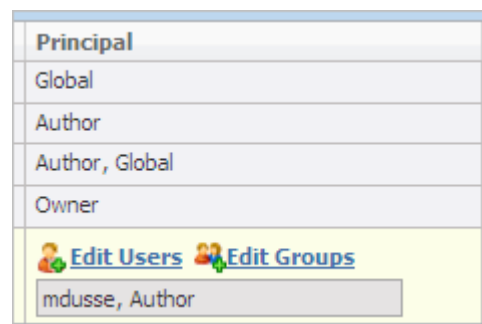 Principal
Global
Author
Author, Global
Owner
Edit Users Edit Groups
mdusse, Author